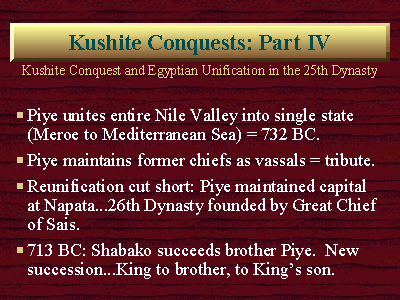 Kushite Conquests: Part IV
Kushite Conquest and Egyptian Unification in the 25th Dynasty
Piye unites entire Nile Valley into single state
(Meroe to Mediterranean Sea) = 732 BC.
Piye maintains former chiefs as vassals = tribute.
Reunification cut short: Piye maintained capital
at Napata...26th Dynasty founded by Great Chief
of Sais.
713 BC: Shabako succeeds brother Piye.  New
succession...King to brother, to King's son.